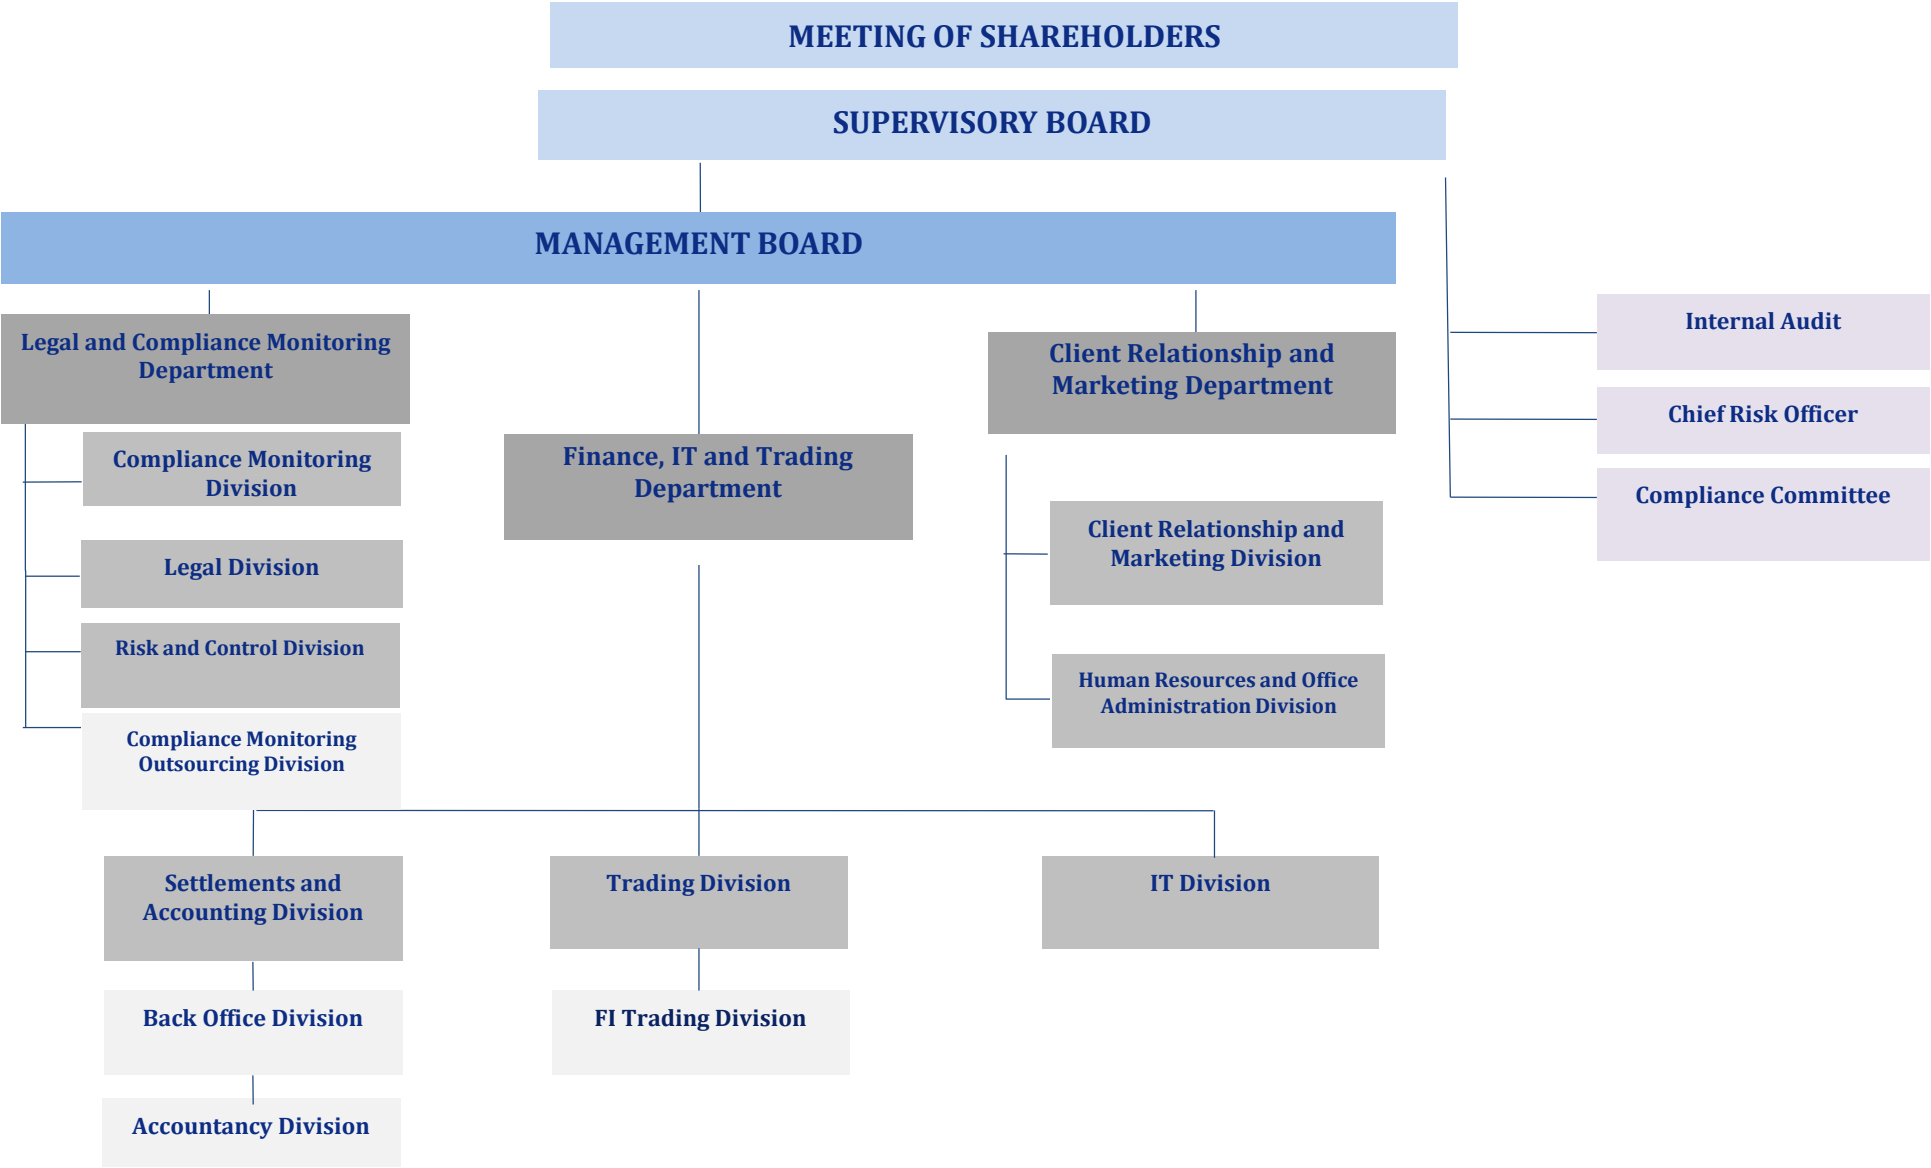 MEETING OF SHAREHOLDERS
SUPERVISORY BOARD
MANAGEMENT BOARD
Legal and Compliance Monitoring
Department
Compliance Monitoring
Division
Legal Division
Risk and Control Division
Compliance Monitoring
Outsourcing Division
Finance, IT and Trading
Department
Client Relationship and
Marketing Department
Client Relationship and
Marketing Division
Human Resources and Office
Administration Division
Internal Audit
Chief Risk Officer
Compliance Committee
Settlements and
Accounting Division
Trading Division
IT Division
Back Office Division
FI Trading Division
Accountancy Division